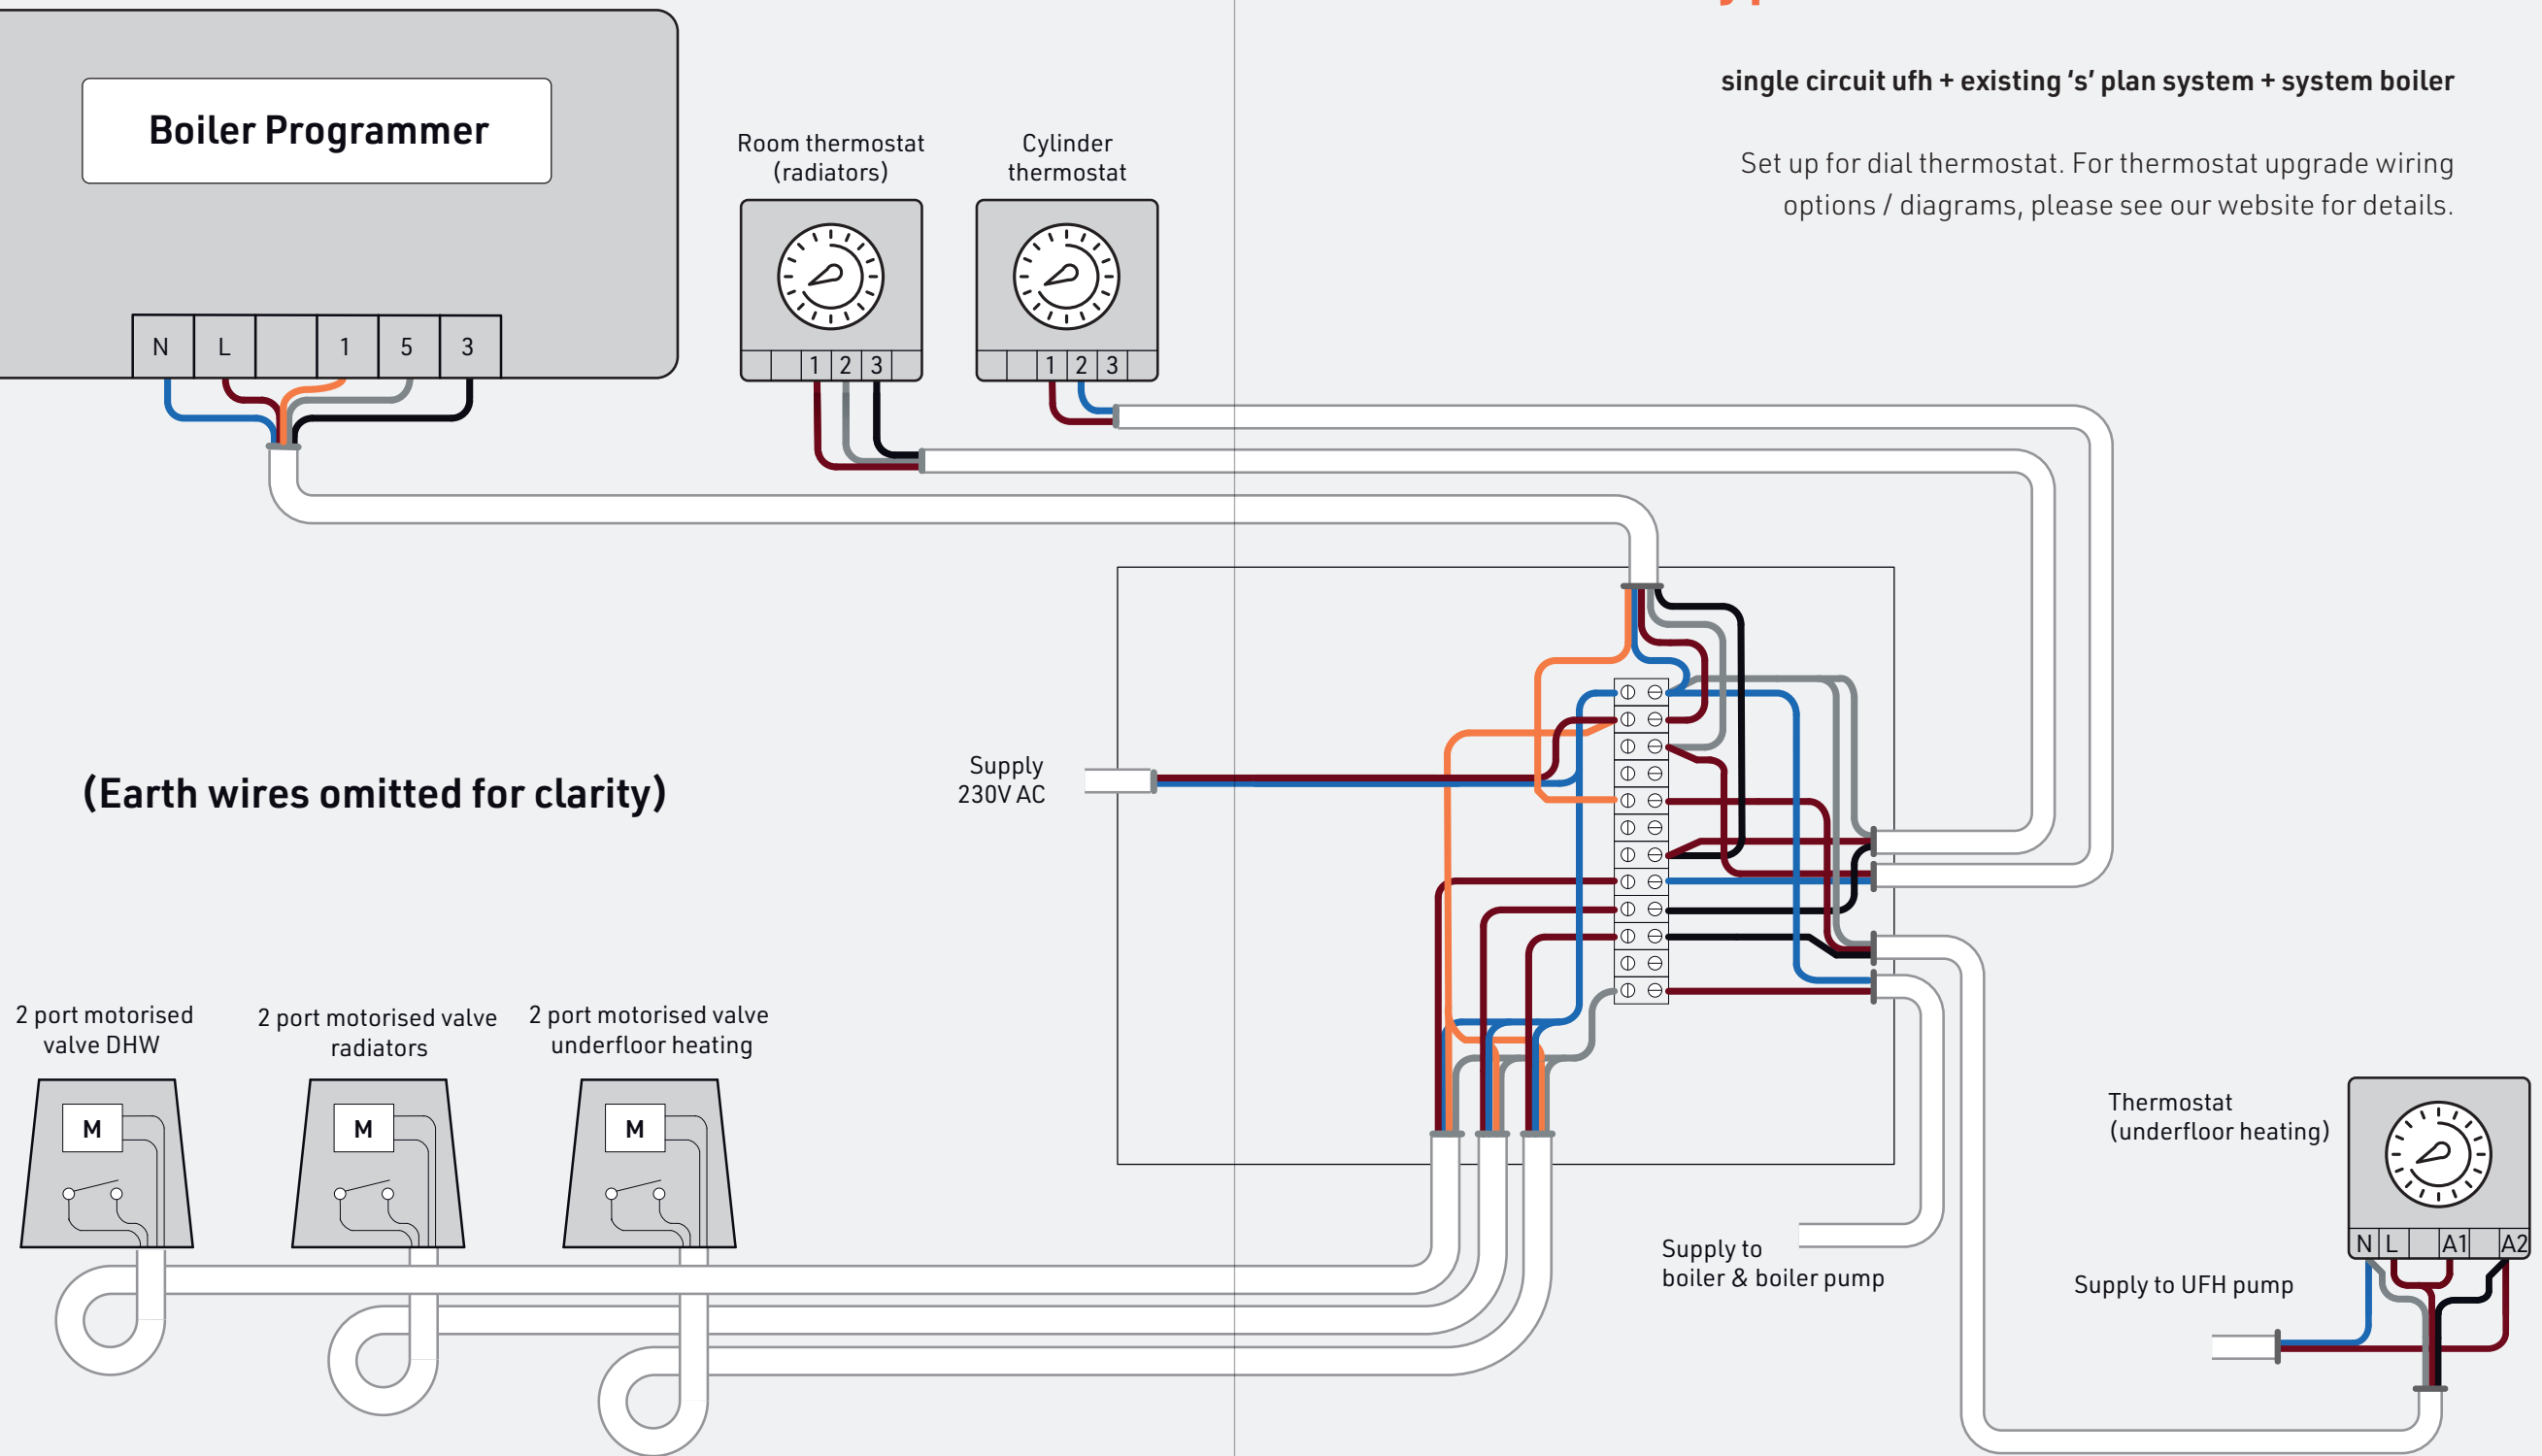 single circuit ufh + existing ‘s’ plan system + system boiler
Set up for dial thermostat. For thermostat upgrade wiring
options / diagrams, please see our website for details.
Boiler Programmer
N L 1 5 3
Room thermostat
(radiators)
1 2 3
Cylinder
thermostat
1 2 3
(Earth wires omitted for clarity)
Supply
230V AC
2 port motorised
valve DHW
M
2 port motorised valve
radiators
M
2 port motorised valve
underfloor heating
M
Supply to
boiler & boiler pump
Thermostat
(underfloor heating)
N L A1 A2
Supply to UFH pump